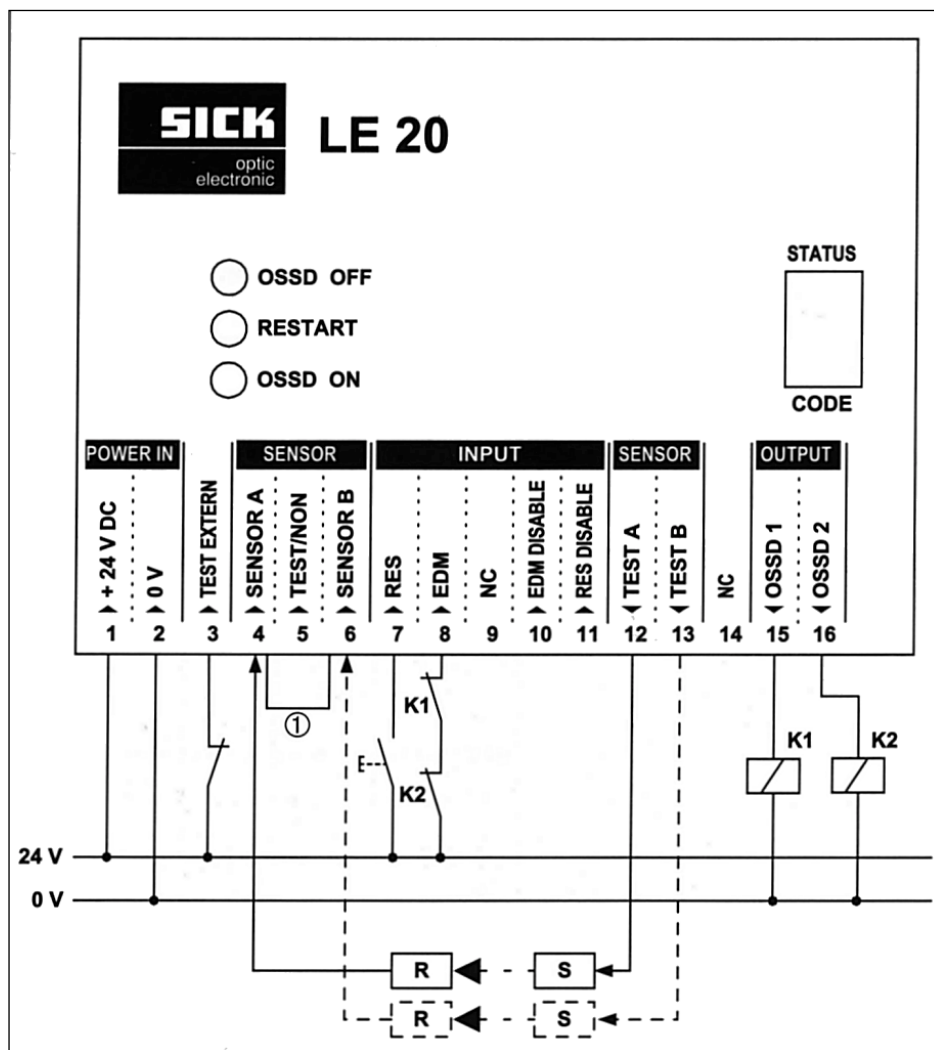 SICK
optic
electronic
LE 20
OSSD OFF
RESTART
OSSD ON
STATUS
CODE
POWER IN
SENSOR
INPUT
SENSOR
OUTPUT
+ 24 V DC
0 V
TEST EXTERN
SENSOR A
TEST/NON
SENSOR B
RES
EDM
NC
EDM DISABLE
RES DISABLE
TEST A
TEST B
NC
OSSD 1
OSSD 2
1 2 3 4 5 6 7 8 9 10 11 12 13 14 15 16
①
K1
K2
K1
K2
24 V
0 V
R
S
R
S